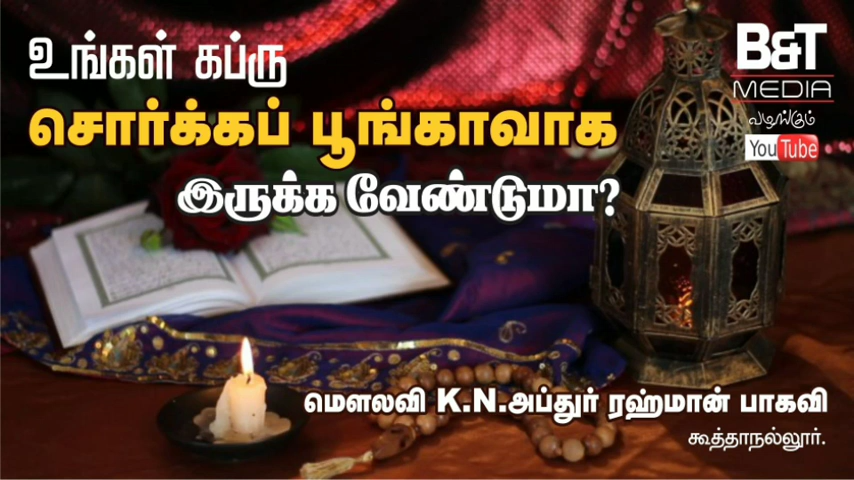 உங்கள் கப்ரு
சொர்க்கப் பூங்காவாக
இருக்க வேண்டுமா?
B&T
MEDIA
வழங்கும்
YouTube
மௌலவி K.N.அப்துர் ரஹ்மான் பாகவி
கூத்தாநல்லூர்.